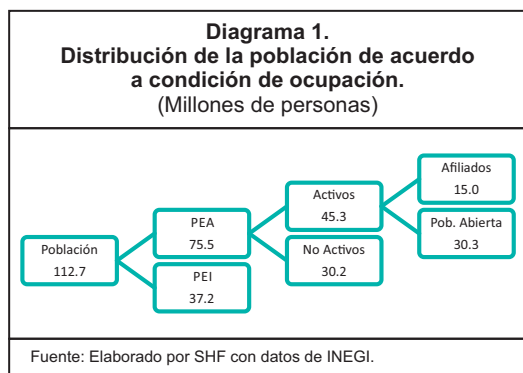 Diagrama 1.
Distribución de la población de acuerdo
a condición de ocupación.
(Millones de personas)
Población
112.7
PEA
75.5
PEI
37.2
Activos
45.3
No Activos
30.2
Afiliados
15.0
Pob. Abierta
30.3
Fuente: Elaborado por SHF con datos de INEGI.